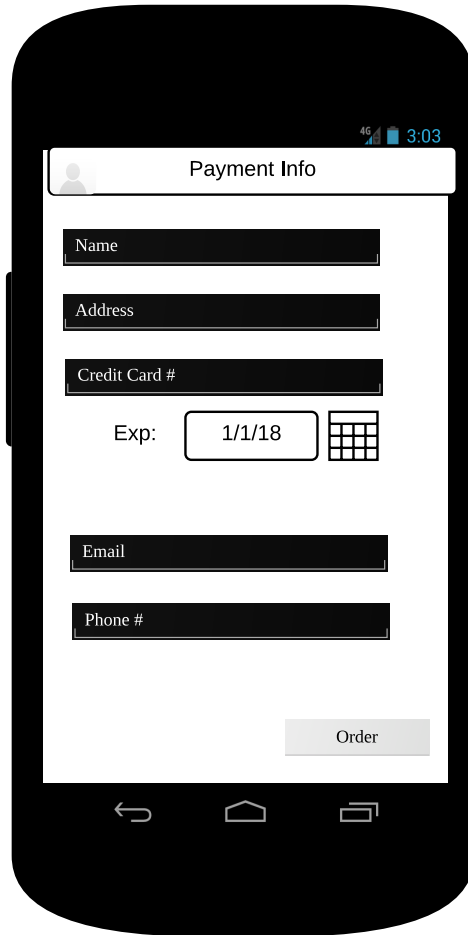 4G 3:03
Payment Info
Name
Address
Credit Card #
Exp: 1/1/18
Email
Phone #
Order